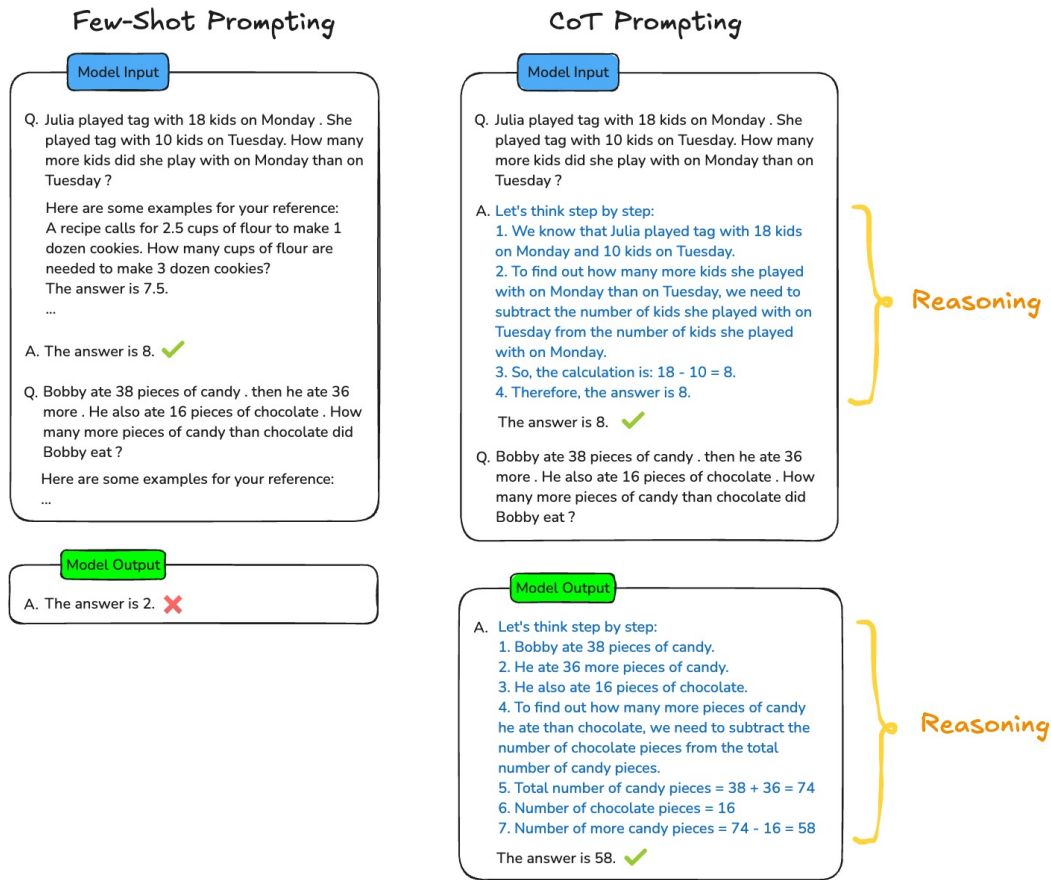 Few-Shot Prompting
Model Input
Q. Julia played tag with 18 kids on Monday . She
played tag with 10 kids on Tuesday. How many
more kids did she play with on Monday than on
Tuesday ?
Here are some examples for your reference:
A recipe calls for 2.5 cups of flour to make 1
dozen cookies. How many cups of flour are
needed to make 3 dozen cookies?
The answer is 7.5.
...
A. The answer is 8.
Q. Bobby ate 38 pieces of candy . then he ate 36
more . He also ate 16 pieces of chocolate . How
many more pieces of candy than chocolate did
Bobby eat ?
Here are some examples for your reference:
...
Model Output
A. The answer is 2.
CoT Prompting
Model Input
Q. Julia played tag with 18 kids on Monday . She
played tag with 10 kids on Tuesday. How many
more kids did she play with on Monday than on
Tuesday ?
A. Let's think step by step:
1. We know that Julia played tag with 18 kids
on Monday and 10 kids on Tuesday.
2. To find out how many more kids she played
with on Monday than on Tuesday, we need to
subtract the number of kids she played with on
Tuesday from the number of kids she played
with on Monday.
3. So, the calculation is: 18 - 10 = 8.
4. Therefore, the answer is 8.
Reasoning
The answer is 8.
Q. Bobby ate 38 pieces of candy . then he ate 36
more . He also ate 16 pieces of chocolate . How
many more pieces of candy than chocolate did
Bobby eat ?
Model Output
A. Let's think step by step:
1. Bobby ate 38 pieces of candy.
2. He ate 36 more pieces of candy.
3. He also ate 16 pieces of chocolate.
4. To find out how many more pieces of candy
he ate than chocolate, we need to subtract the
number of chocolate pieces from the total
number of candy pieces.
5. Total number of candy pieces = 38 + 36 = 74
6. Number of chocolate pieces = 16
7. Number of more candy pieces = 74 - 16 = 58
Reasoning
The answer is 58.